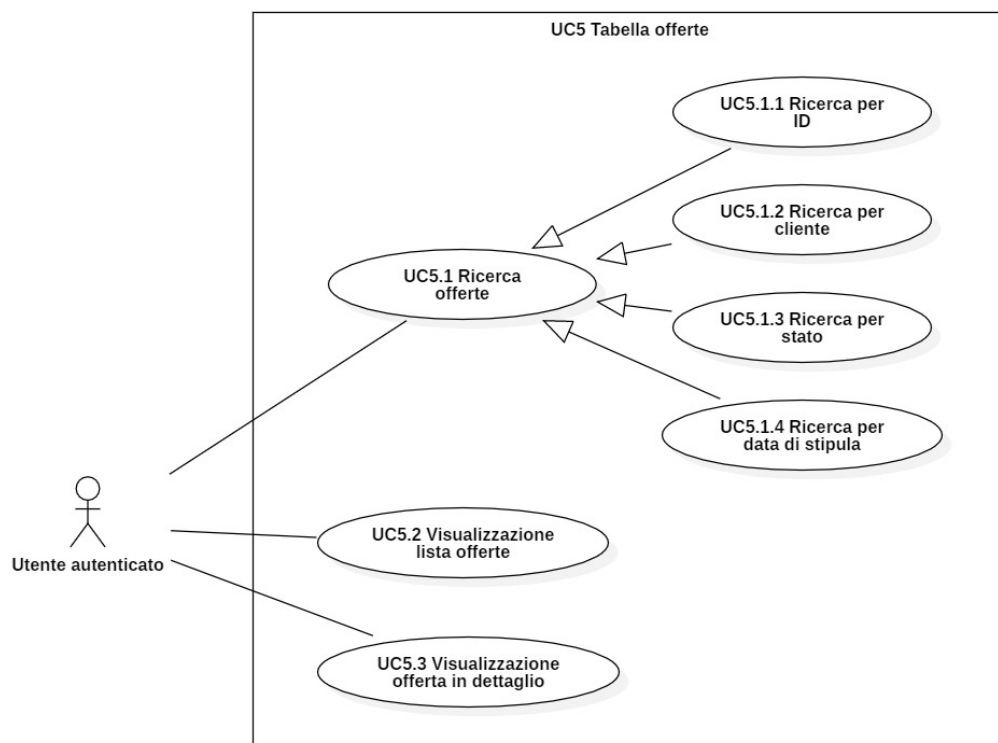 UC5 Tabella offerte
UC5.1.1 Ricerca per
ID
UC5.1.2 Ricerca per
cliente
UC5.1 Ricerca
offerte
UC5.1.3 Ricerca per
stato
UC5.1.4 Ricerca per
data di stipula
UC5.2 Visualizzazione
lista offerte
Utente autenticato
UC5.3 Visualizzazione
offerta in dettaglio